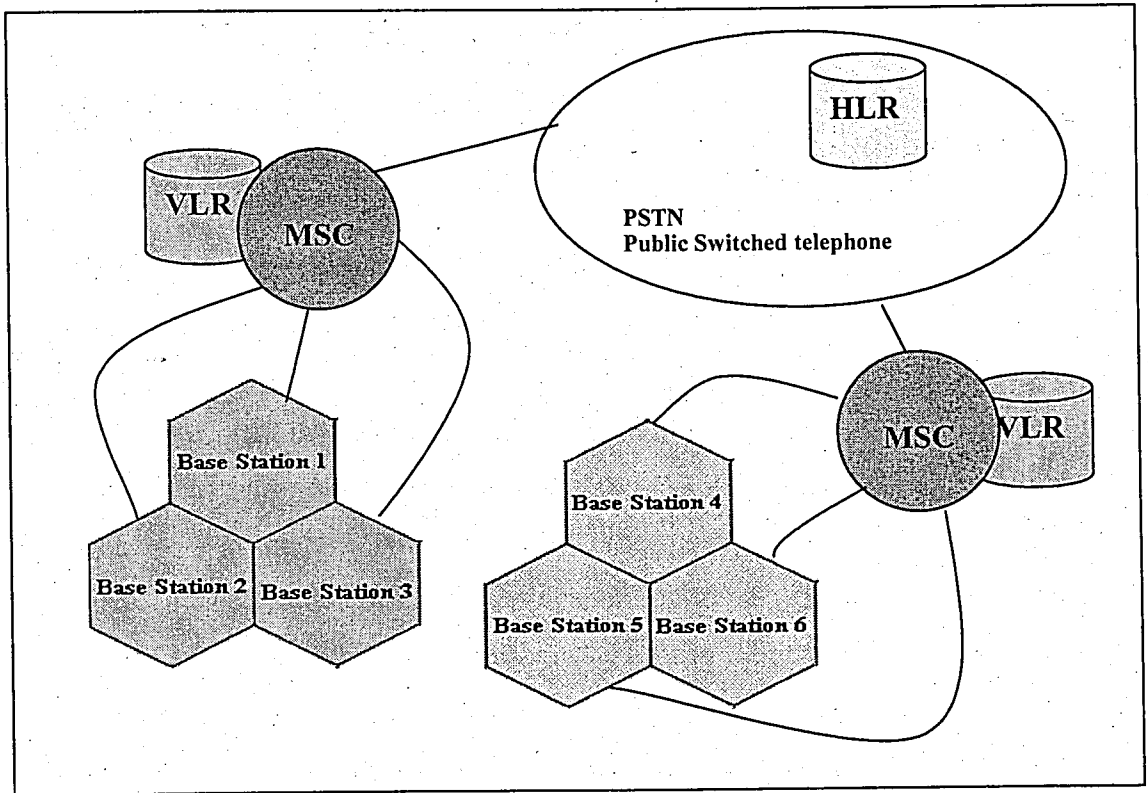 HLR
VLR
MSC
PSTN
Public Switched telephone
Base Station 1
Base Station 2
Base Station 3
MSC
VLR
Base Station 4
Base Station 5
Base Station 6